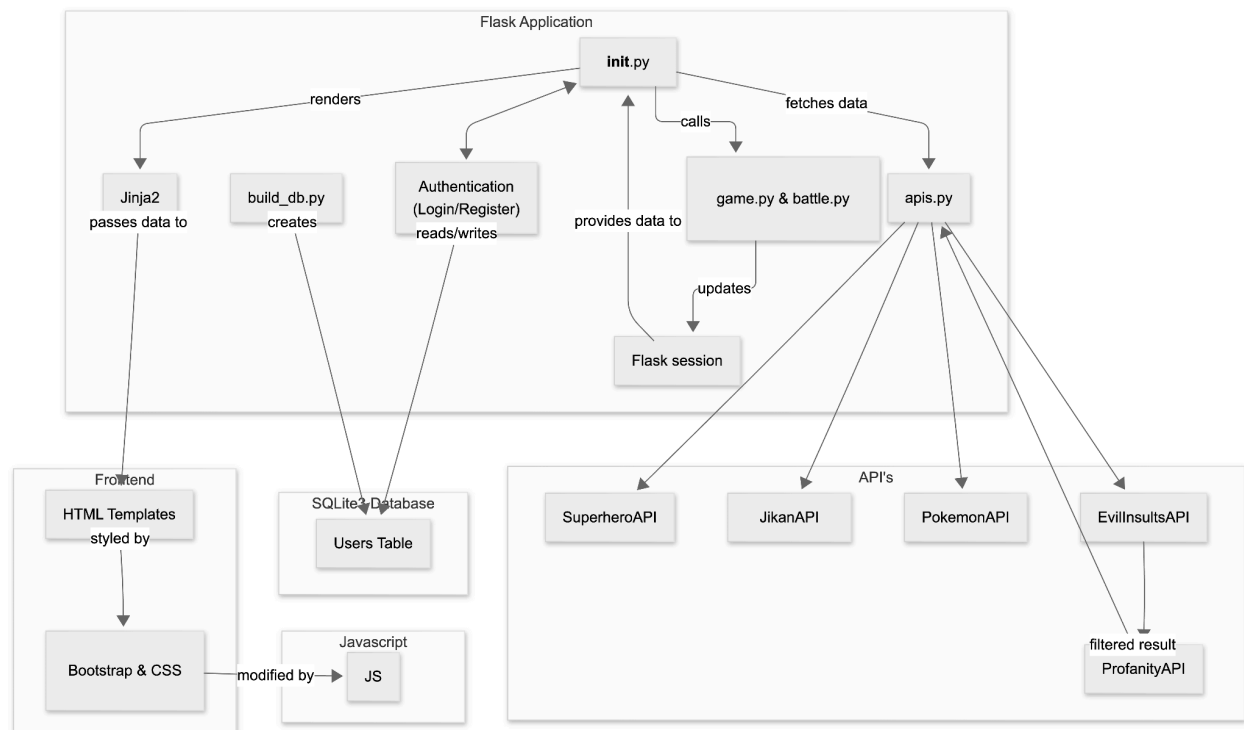 Flask Application
init.py
renders
fetches data
calls
Jinja2
passes data to
build_db.py
creates
Authentication
(Login/Register)
reads/writes
provides data to
game.py & battle.py
apis.py
updates
Flask session
Frontend
HTML Templates
styled by
Bootstrap & CSS
modified by
SQLite3 Database
Users Table
Javascript
JS
API's
SuperheroAPI
JikanAPI
PokemonAPI
EvilInsultsAPI
filtered result
ProfanityAPI